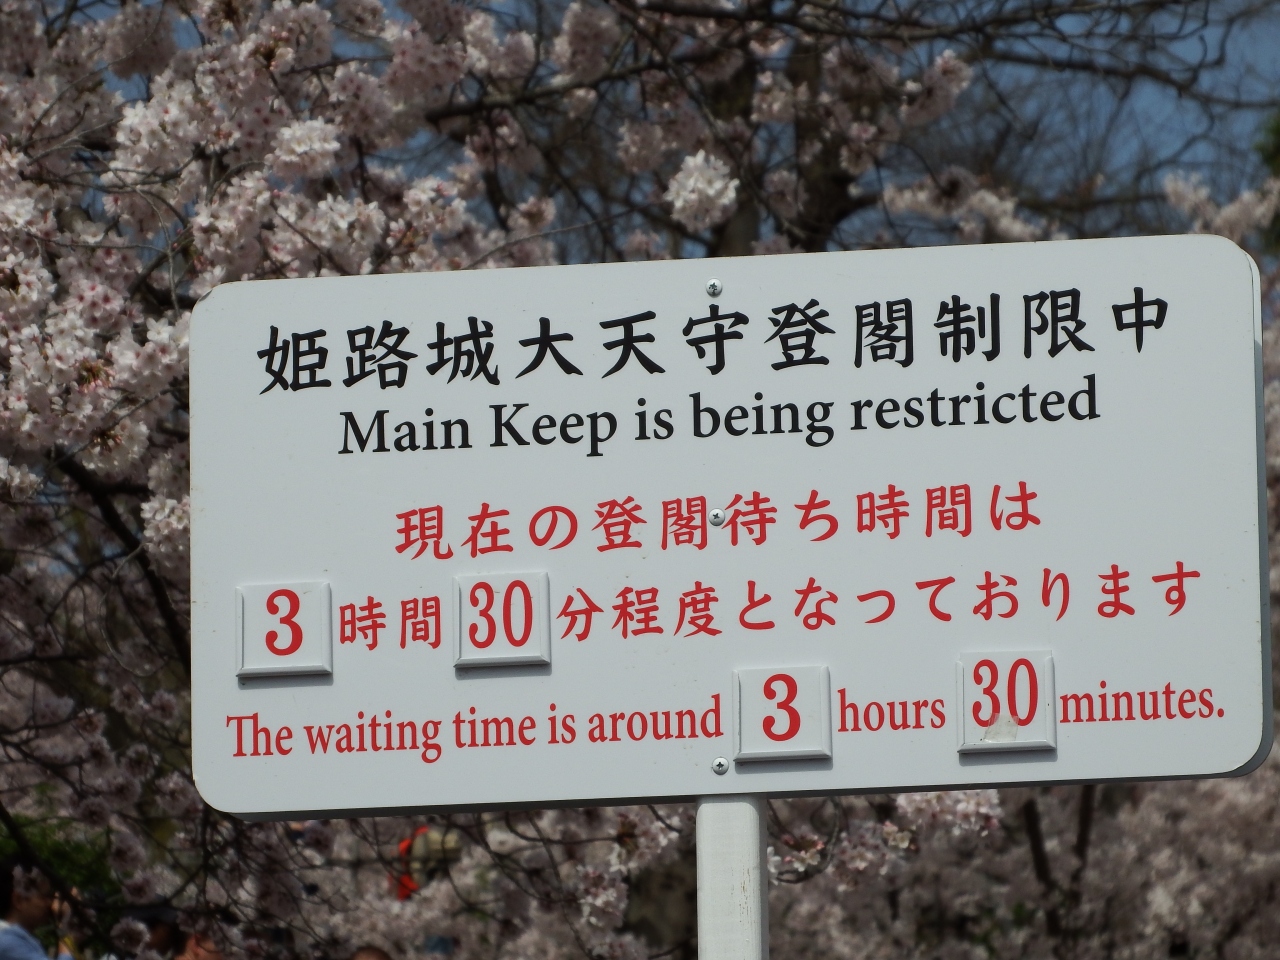 姫路城大天守登閣制限中
Main Keep is being restricted
現在の登閣待ち時間は
3時間30分程度となっております
The waiting time is around 3 hours 30 minutes.